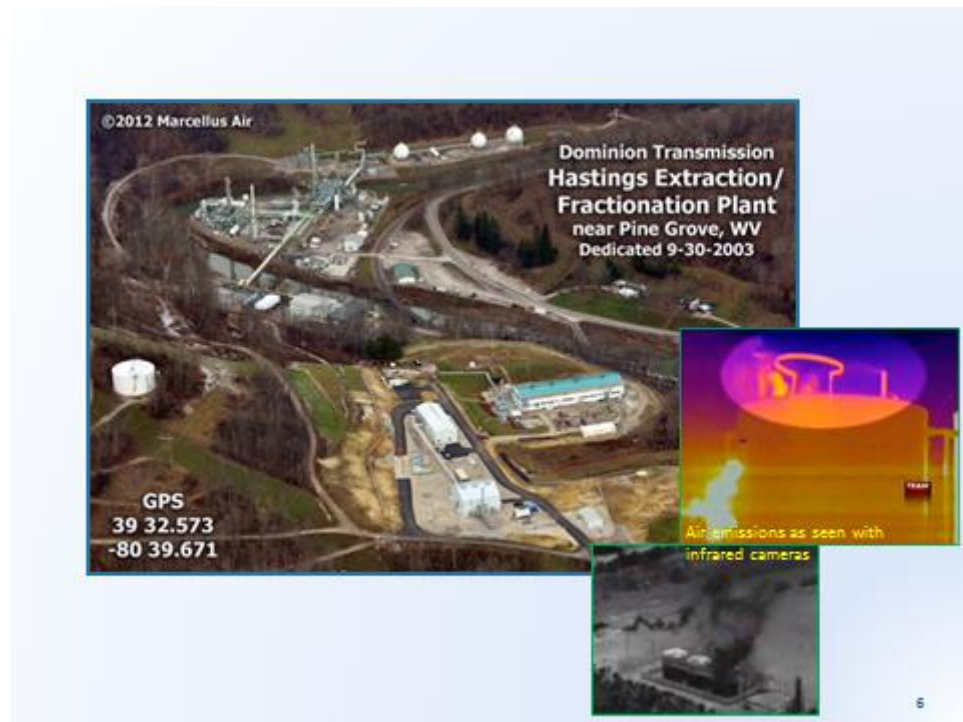 ©2012 Marcellus Air
Dominion Transmission
Hastings Extraction/
Fractionation Plant
near Pine Grove, WV
Dedicated 9-30-2003
GPS
39 32.573
-80 39.671
TEAM
Air emissions as seen with
infrared cameras
6